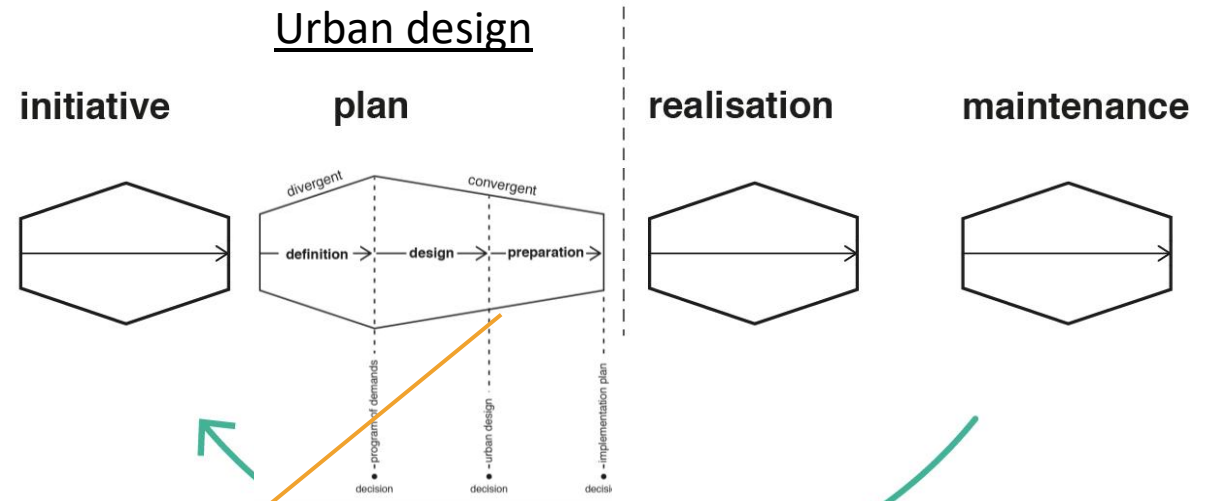 Urban design
initiative
plan
realisation
maintenance
divergent
convergent
definition
design
preparation
program of demands
urban design
implementation plan
decision
decision
decisi